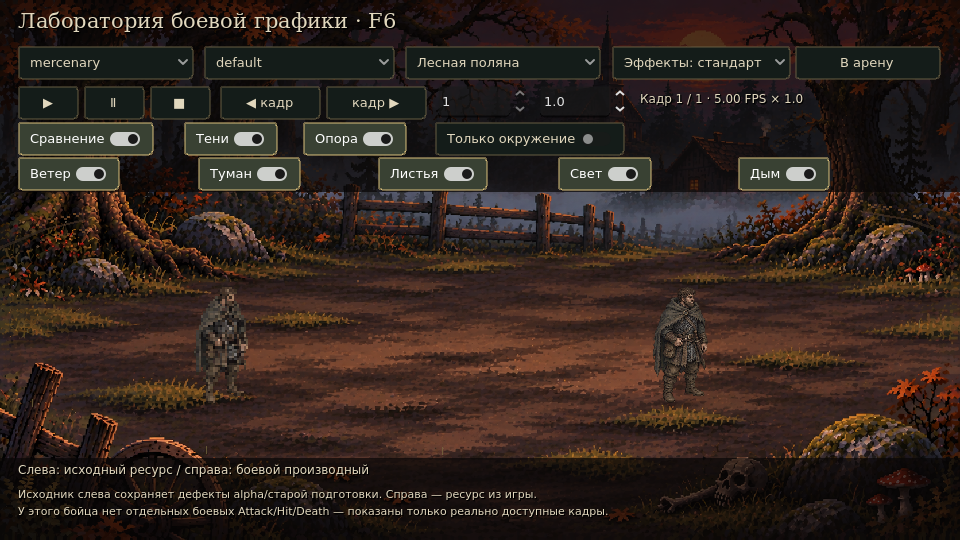 Лаборатория боевой графики · F6
mercenary default Лесная поляна Эффекты: стандарт В арену
◀ кадр кадр ▶ 1 1.0 Кадр 1 / 1 · 5.00 FPS × 1.0
Сравнение Тени Опора Только окружение
Ветер Туман Листья Свет Дым
Слева: исходный ресурс / справа: боевой производный
Исходник слева сохраняет дефекты alpha/старой подготовки. Справа — ресурс из игры.
У этого бойца нет отдельных боевых Attack/Hit/Death — показаны только реально доступные кадры.